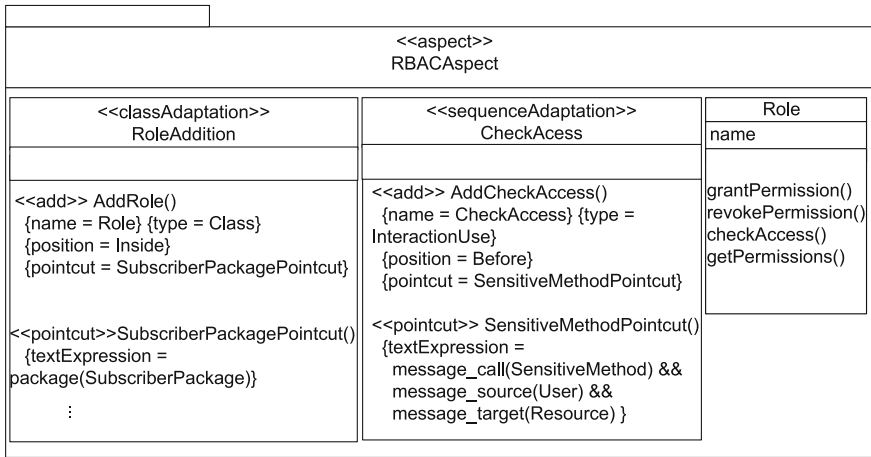 <<aspect>>
RBACAspect
<<classAdaptation>>
RoleAddition
<<add>> AddRole()
{name = Role} {type = Class}
{position = Inside}
{pointcut = SubscriberPackagePointcut}
<<pointcut>>SubscriberPackagePointcut()
{textExpression =
package(SubscriberPackage)}
⋮
<<sequenceAdaptation>>
CheckAcess
<<add>> AddCheckAccess()
{name = CheckAccess} {type =
InteractionUse}
{position = Before}
{pointcut = SensitiveMethodPointcut}
<<pointcut>> SensitiveMethodPointcut()
{textExpression =
message_call(SensitiveMethod) &&
message_source(User) &&
message_target(Resource) }
Role
name
grantPermission()
revokePermission()
checkAccess()
getPermissions()